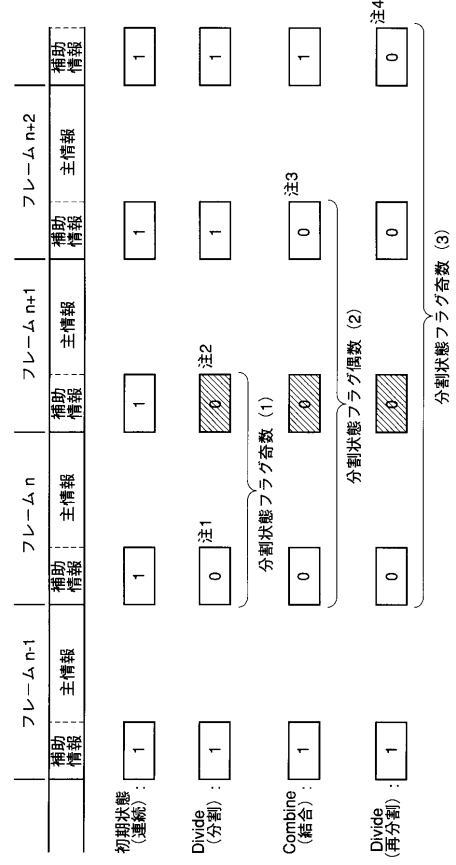 フレーム n-1 フレーム n フレーム n+1 フレーム n+2
補助情報 主情報 補助情報 主情報 補助情報 主情報 補助情報 主情報 補助情報
初期状態
(連続) : 1 1 1 1 1
Divide
(分割) : 1 0 注1 0 注2 1 1
分割状態フラグ奇数 (1)
Combine
(結合) : 1 0 0 0 注3 1
分割状態フラグ偶数 (2)
Divide
(再分割) : 1 0 0 0 0 注4
分割状態フラグ奇数 (3)